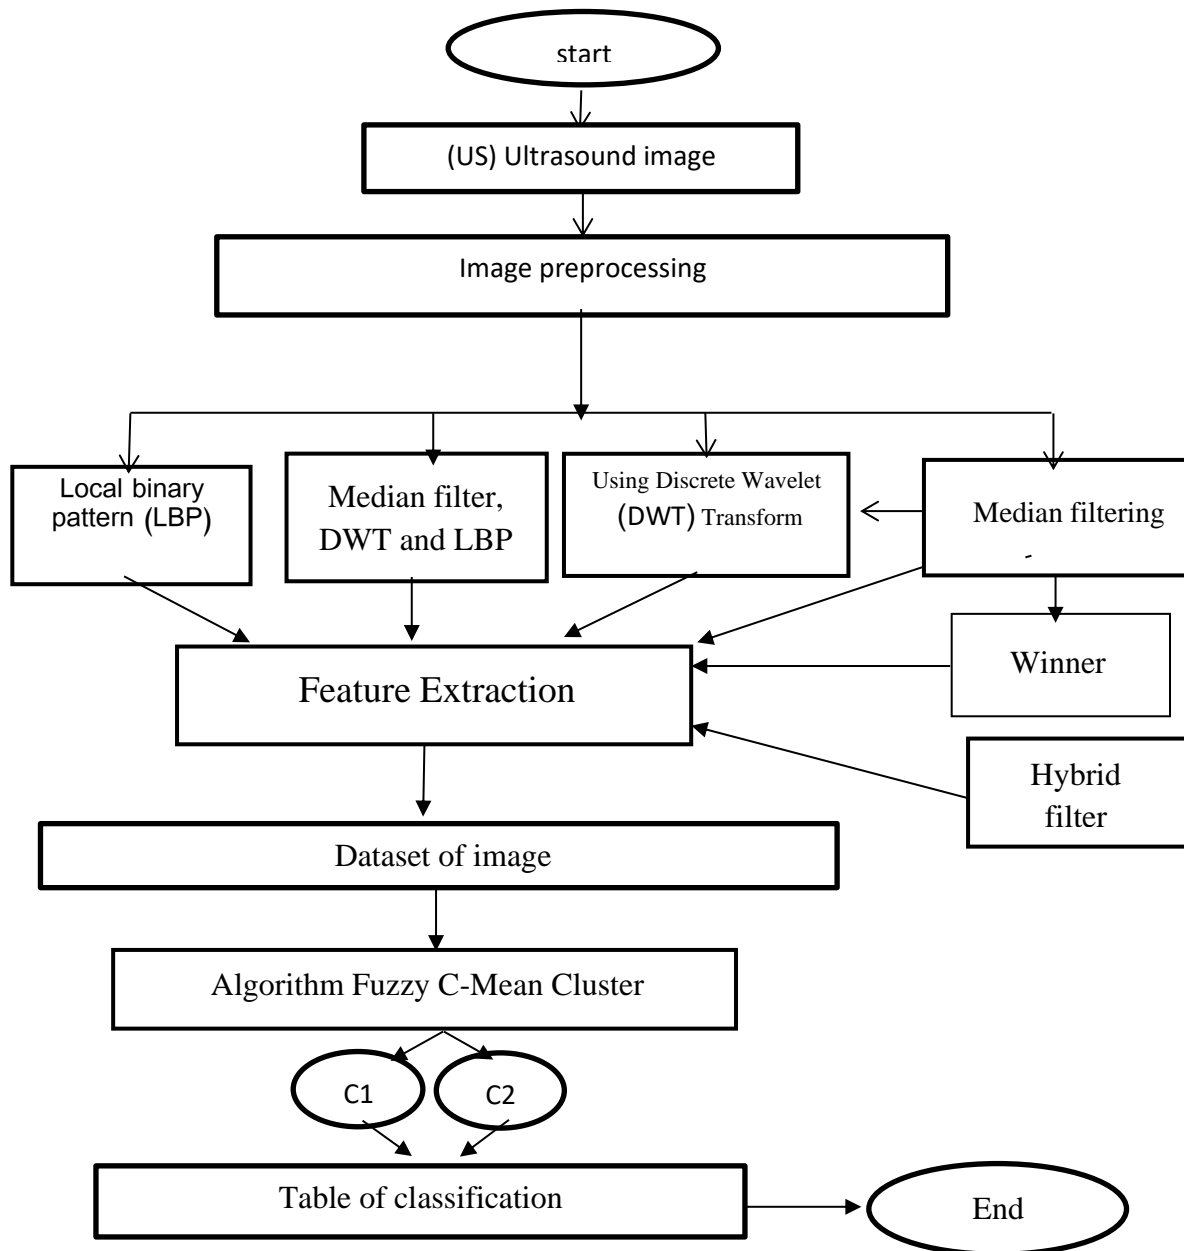 start
(US) Ultrasound image
Image preprocessing
Local binary
pattern (LBP)
Median filter,
DWT and LBP
Using Discrete Wavelet
(DWT) Transform
Median filtering
Feature Extraction
Winner
Hybrid
filter
Dataset of image
Algorithm Fuzzy C-Mean Cluster
C1
C2
Table of classification
End